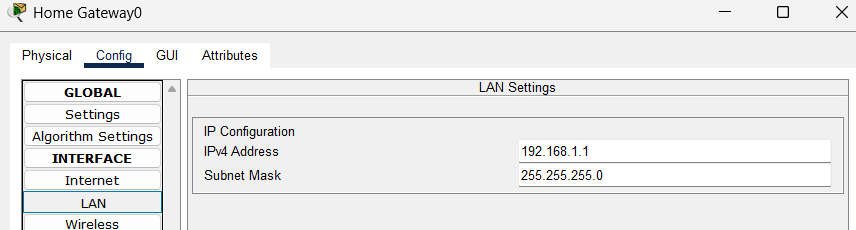 Home Gateway0
Physical Config GUI Attributes
GLOBAL
Settings
Algorithm Settings
INTERFACE
Internet
LAN
Wireless
LAN Settings
IP Configuration
IPv4 Address 192.168.1.1
Subnet Mask 255.255.255.0